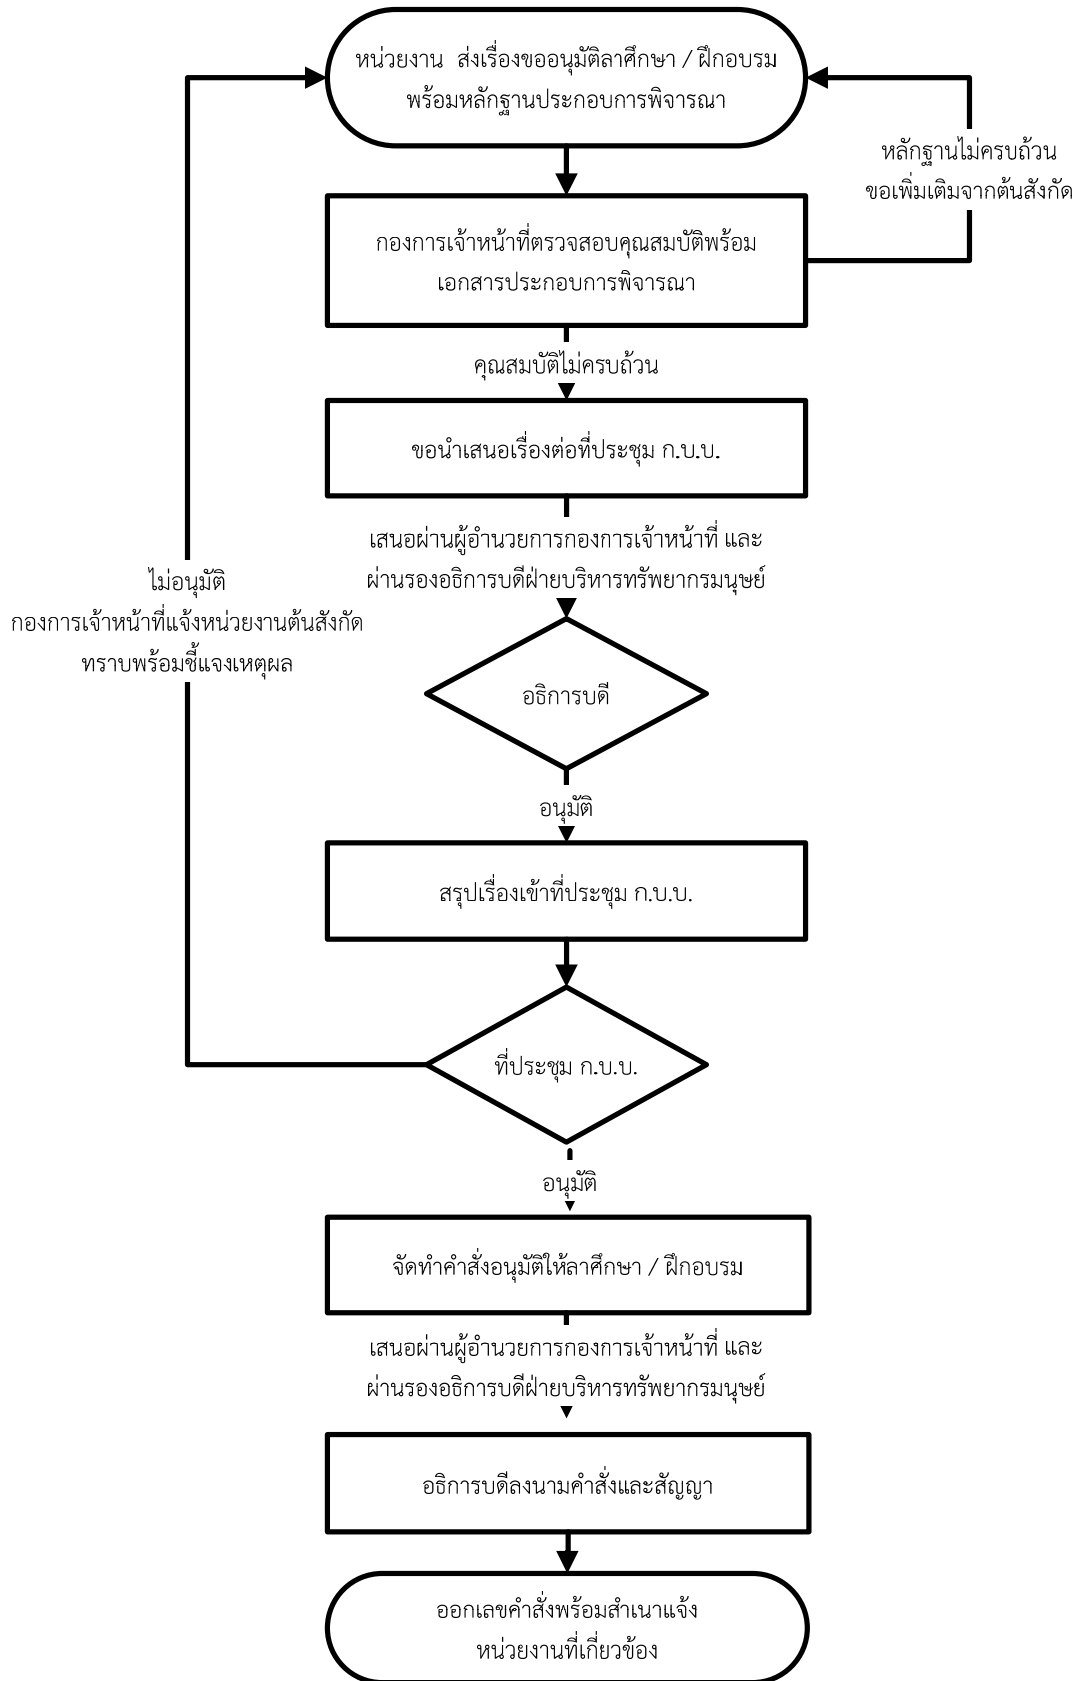 หน่วยงาน ส่งเรื่องขออนุมัติลาศึกษา / ฝึกอบรม
พร้อมหลักฐานประกอบการพิจารณา
หลักฐานไม่ครบถ้วน
ขอเพิ่มเติมจากต้นสังกัด
กองการเจ้าหน้าที่ตรวจสอบคุณสมบัติพร้อม
เอกสารประกอบการพิจารณา
คุณสมบัติไม่ครบถ้วน
ขอนำเสนอเรื่องต่อที่ประชุม ก.บ.บ.
เสนอผ่านผู้อำนวยการกองการเจ้าหน้าที่ และ
ผ่านรองอธิการบดีฝ่ายบริหารทรัพยากรมนุษย์
ไม่อนุมัติ
กองการเจ้าหน้าที่แจ้งหน่วยงานต้นสังกัด
ทราบพร้อมชี้แจงเหตุผล
อธิการบดี
อนุมัติ
สรุปเรื่องเข้าที่ประชุม ก.บ.บ.
ที่ประชุม ก.บ.บ.
อนุมัติ
จัดทำคำสั่งอนุมัติให้ลาศึกษา / ฝึกอบรม
เสนอผ่านผู้อำนวยการกองการเจ้าหน้าที่ และ
ผ่านรองอธิการบดีฝ่ายบริหารทรัพยากรมนุษย์
อธิการบดีลงนามคำสั่งและสัญญา
ออกเลขคำสั่งพร้อมสำเนาแจ้ง
หน่วยงานที่เกี่ยวข้อง